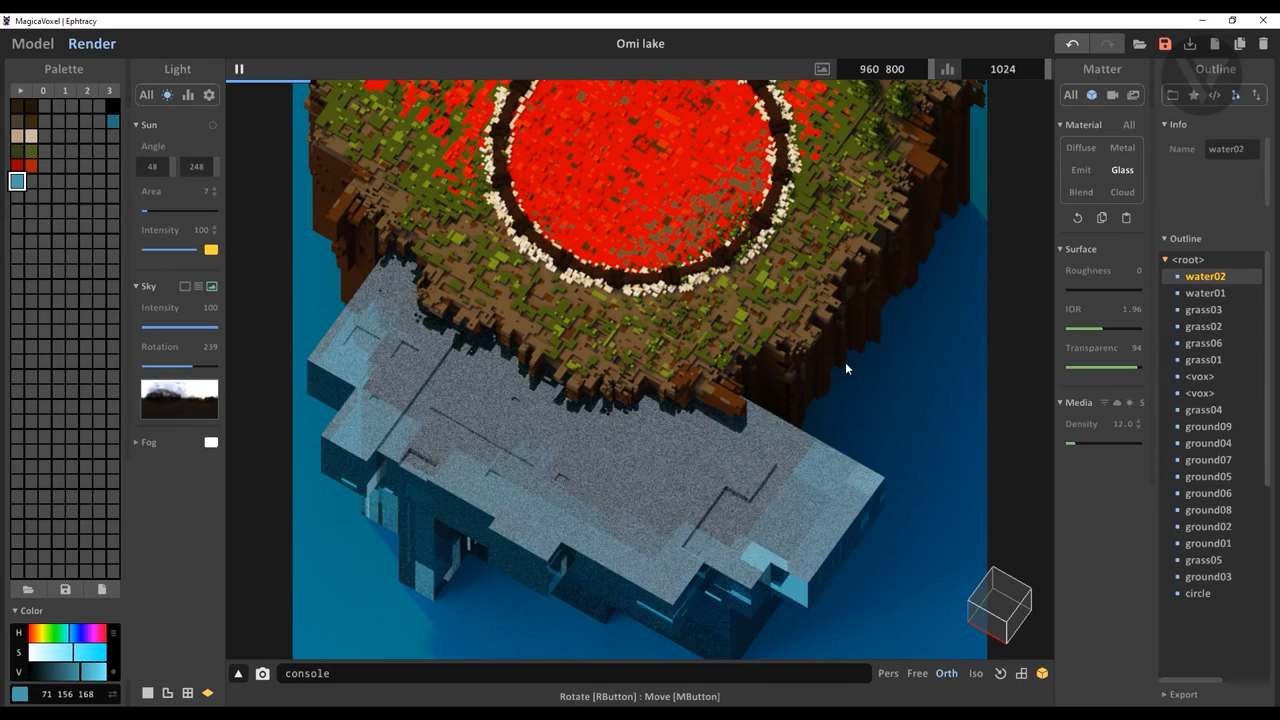 MagicaVoxel | Ephtracy
Model Render
Omi lake
Palette
0 1 2 3
Color
H
S
V
71 156 168
Light
All
Sun
Angle
48 248
Area 7
Intensity 100
Sky
Intensity 100
Rotation 239
Fog
960 800
1024
console
Pers Free Orth Iso
Rotate [RButton] : Move [MButton]
Matter
All
Material All
Diffuse Metal
Emit Glass
Blend Cloud
Surface
Roughness 0
IOR 1.96
Transparenc 94
Media S
Density 12.0
Outline
Info
Name water02
Outline
<root>
water02
water01
grass03
grass02
grass06
grass01
<vox>
<vox>
grass04
ground09
ground04
ground07
ground05
ground06
ground08
ground02
ground01
grass05
ground03
circle
Export